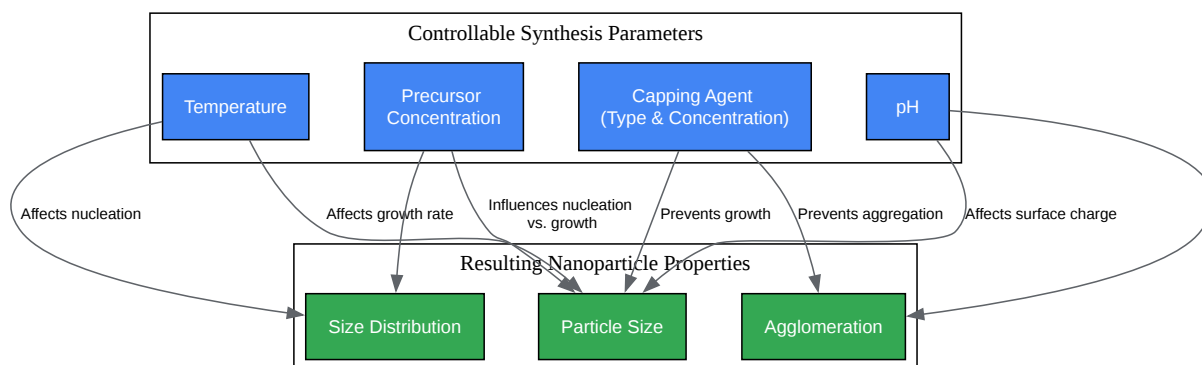 Controllable Synthesis Parameters
Temperature
Precursor
Concentration
Capping Agent
(Type & Concentration)
pH
Affects nucleation
Affects growth rate
Influences nucleation
vs. growth
Prevents growth
Prevents aggregation
Affects surface charge
Resulting Nanoparticle Properties
Size Distribution
Particle Size
Agglomeration